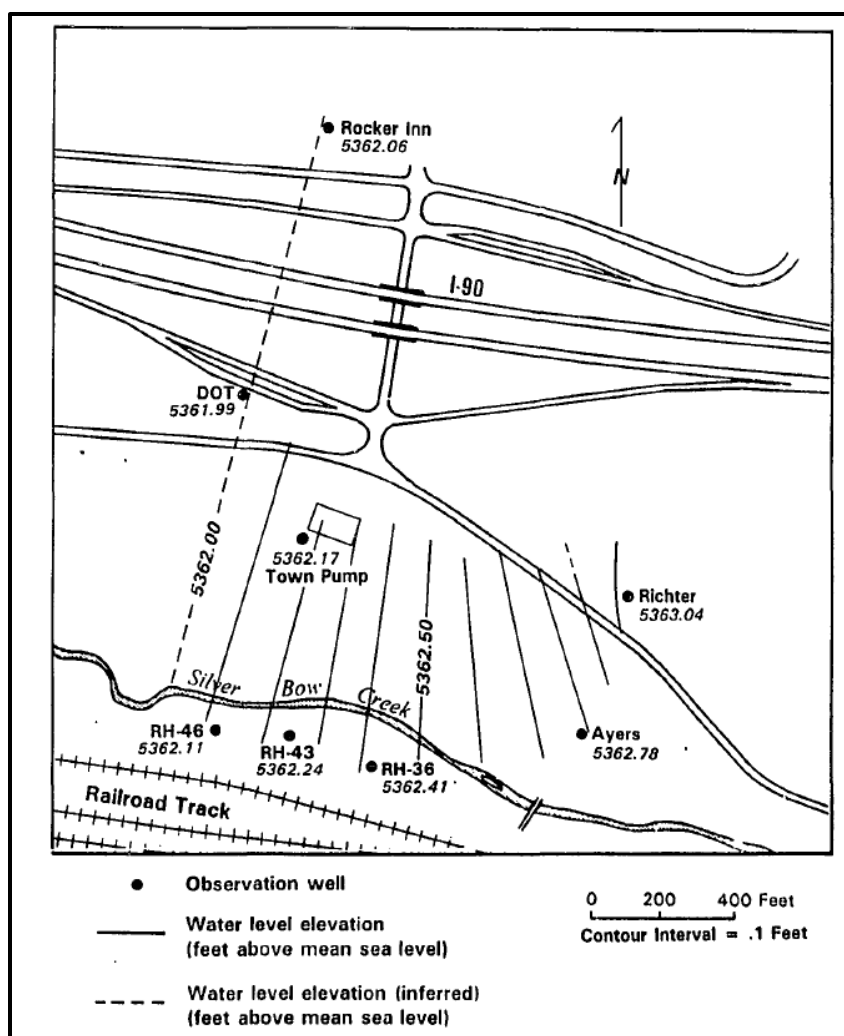 Rocker Inn
5362.06
N
I-90
DOT
5361.99
5362.00
5362.17
Town Pump
5362.50
Richter
5363.04
Silver Bow Creek
RH-46
5362.11
RH-43
5362.24
RH-36
5362.41
Ayers
5362.78
Railroad Track
Observation well
Water level elevation
(feet above mean sea level)
Water level elevation (inferred)
(feet above mean sea level)
0 200 400 Feet
Contour Interval = .1 Feet